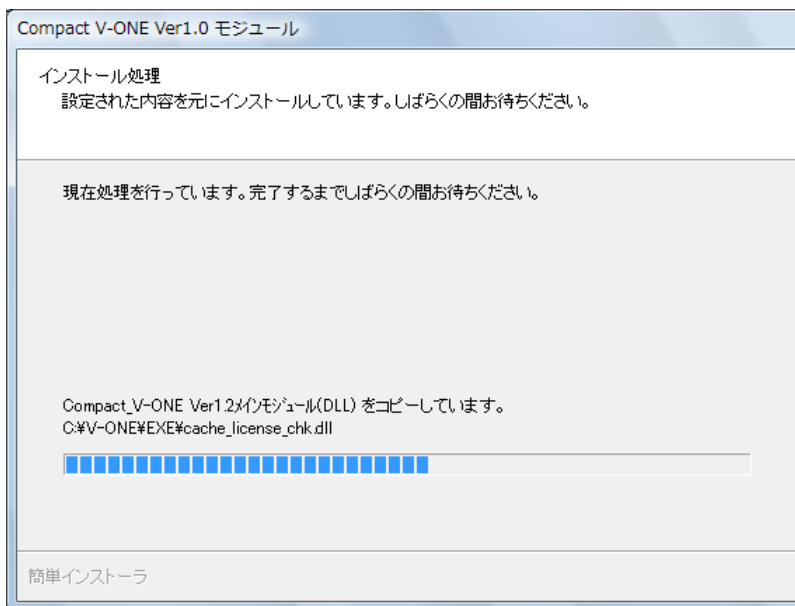 Compact V-ONE Ver1.0 モジュール
インストール処理
設定された内容を元にインストールしています。しばらくの間お待ちください。
現在処理を行っています。完了するまでしばらくの間お待ちください。
Compact_V-ONE Ver1.2ﾒｲﾝﾓｼﾞｭｰﾙ(DLL) をコピーしています。
C:¥V-ONE¥EXE¥cache_license_chk.dll
簡単インストーラ